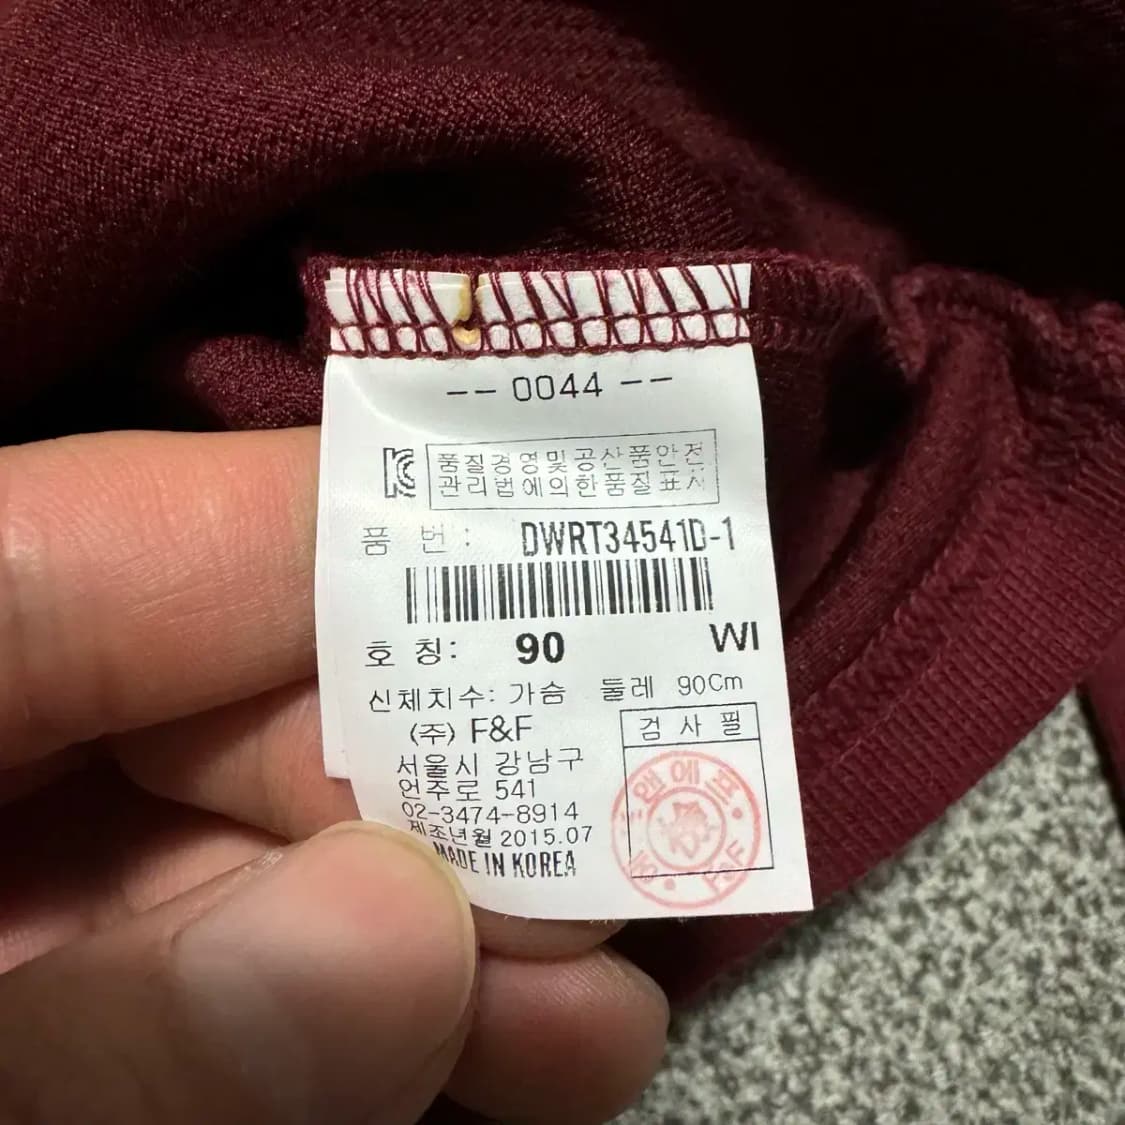 -- 0044 --
품질경영및공산품안전
관리법에의한품질표시
품 번 : DWRT34541D-1
호 칭: 90 WI
신체치수: 가슴 둘레 90Cm
(주) F&F
서울시 강남구
언주로 541
02-3474-8914
제조년월 2015.07
MADE IN KOREA
검 사 필
앤에프
F&F